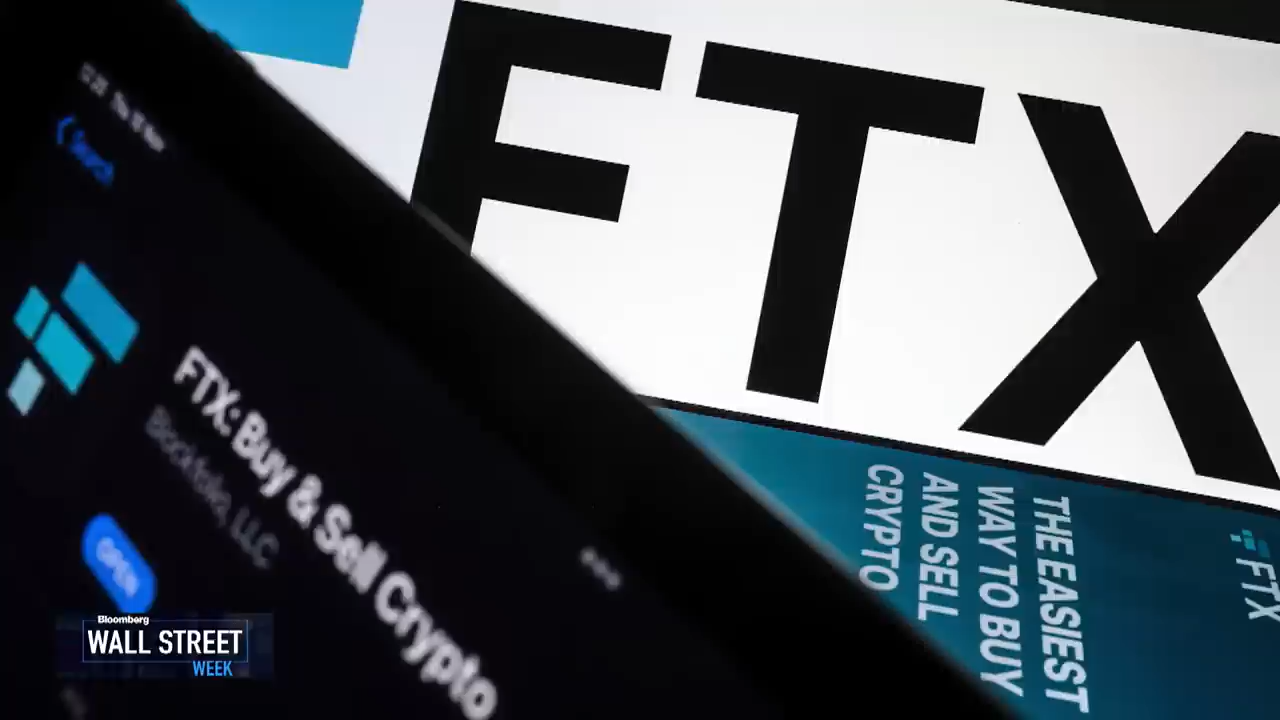 FTX
Search
FTX: Buy & Sell Crypto
Blockfolio, LLC
OPEN
THE EASIEST
WAY TO BUY
AND SELL
CRYPTO
FTX
Bloomberg
WALL STREET
WEEK